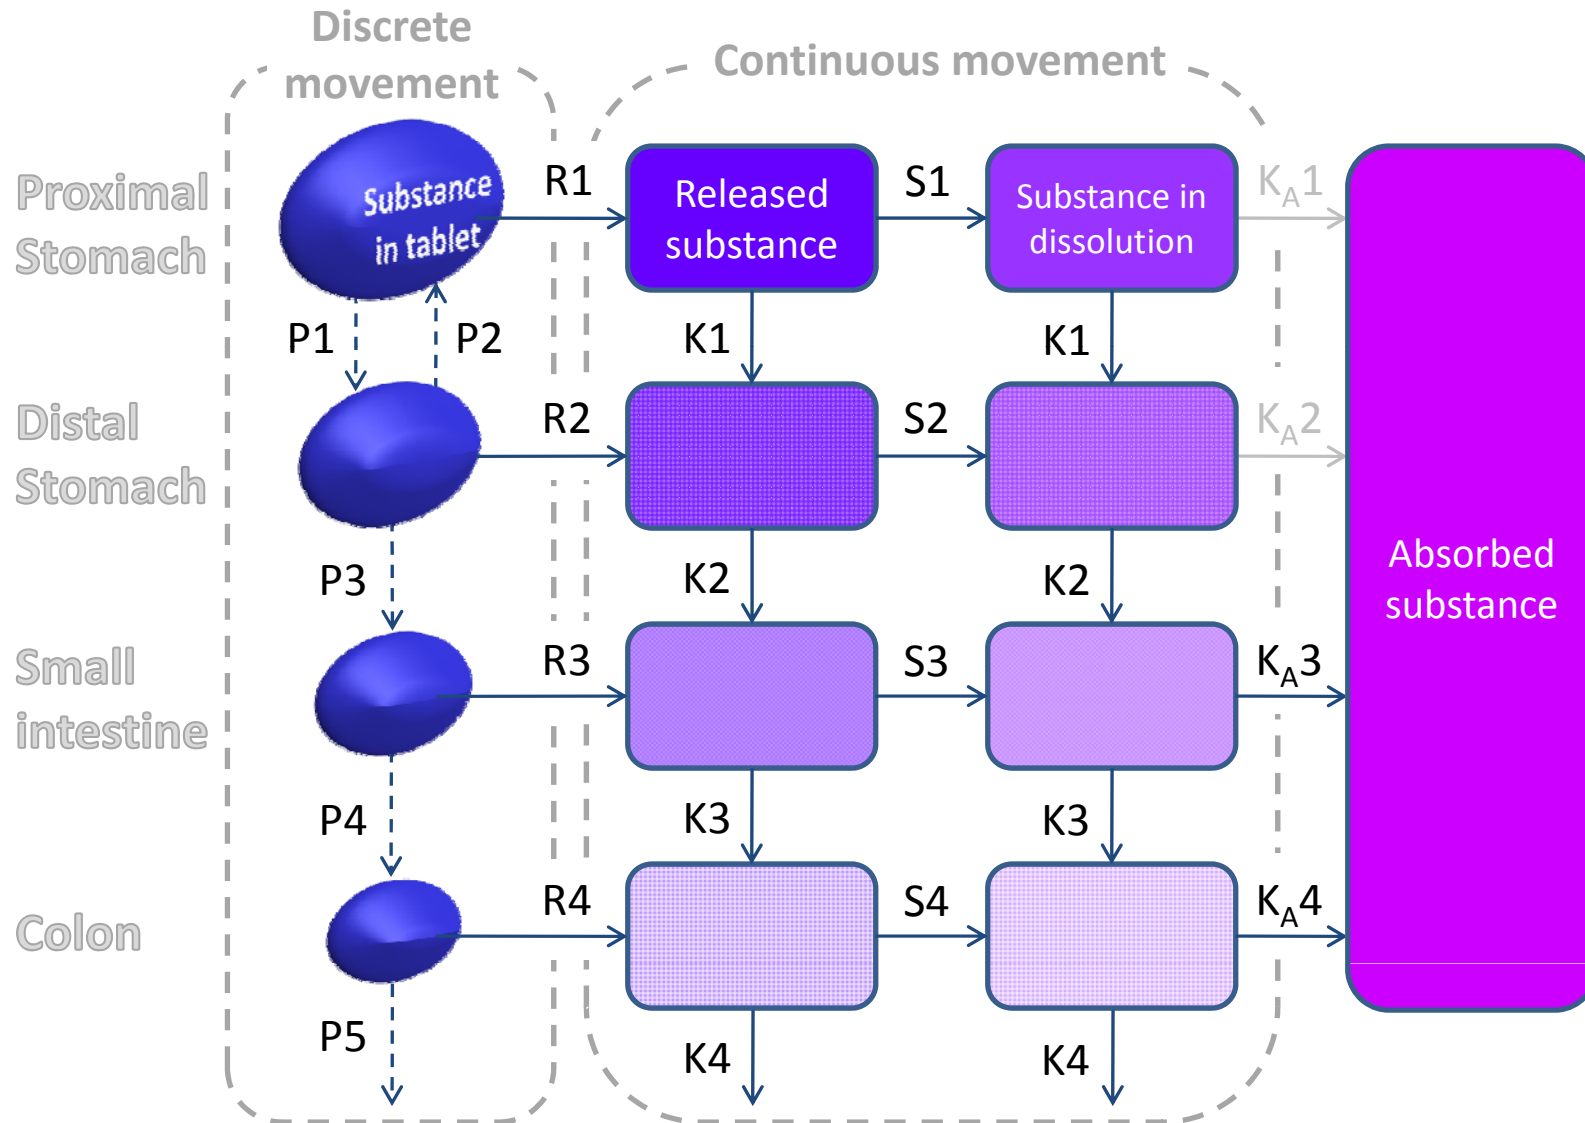 Discrete
movement
Continuous movement
Proximal
Stomach
Substance
in tablet
R1
Released
substance
S1
Substance in
dissolution
KA1
P1
P2
K1
K1
Distal
Stomach
R2
S2
KA2
P3
K2
K2
Absorbed
substance
Small
intestine
R3
S3
KA3
P4
K3
K3
Colon
R4
S4
KA4
P5
K4
K4